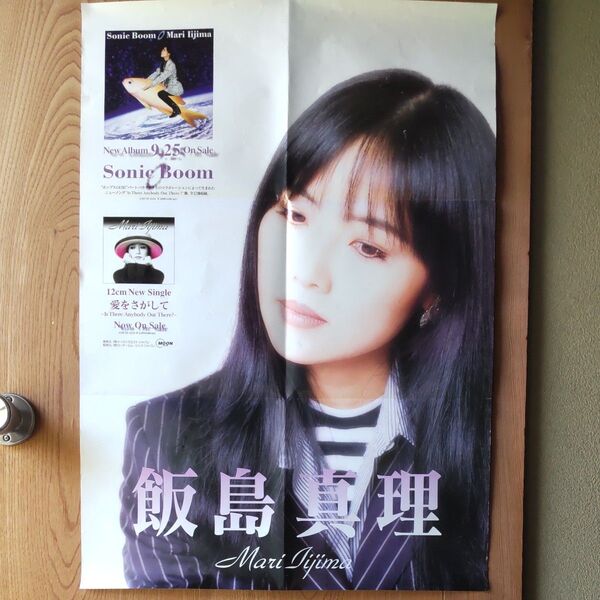 Sonic Boom Mari Iijima
New Album 9.25 On Sale
Sonic Boom
Mari Iijima
12cm New Single
愛をさがして
~Is There Anybody Out There?~
Now On Sale
MOON
飯島真理
Mari Iijima